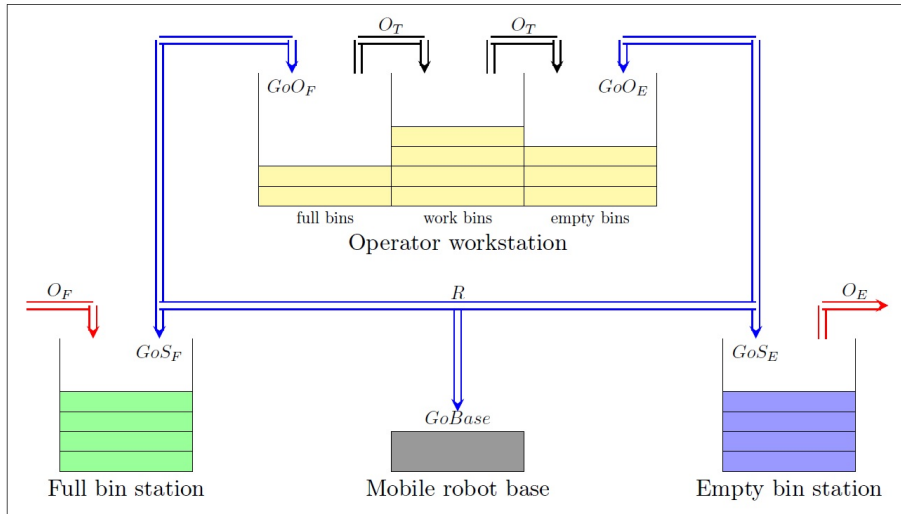 O_T O_T
GoO_F GoO_E
full bins work bins empty bins
Operator workstation
O_F R O_E
GoS_F GoS_E
GoBase
Full bin station Mobile robot base Empty bin station